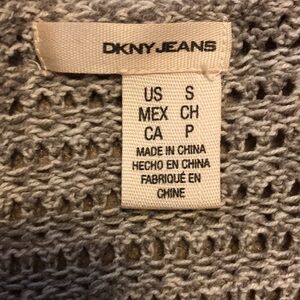 DKNY JEANS
US S
MEX CH
CA P
MADE IN CHINA
HECHO EN CHINA
FABRIQUÉ EN
CHINE